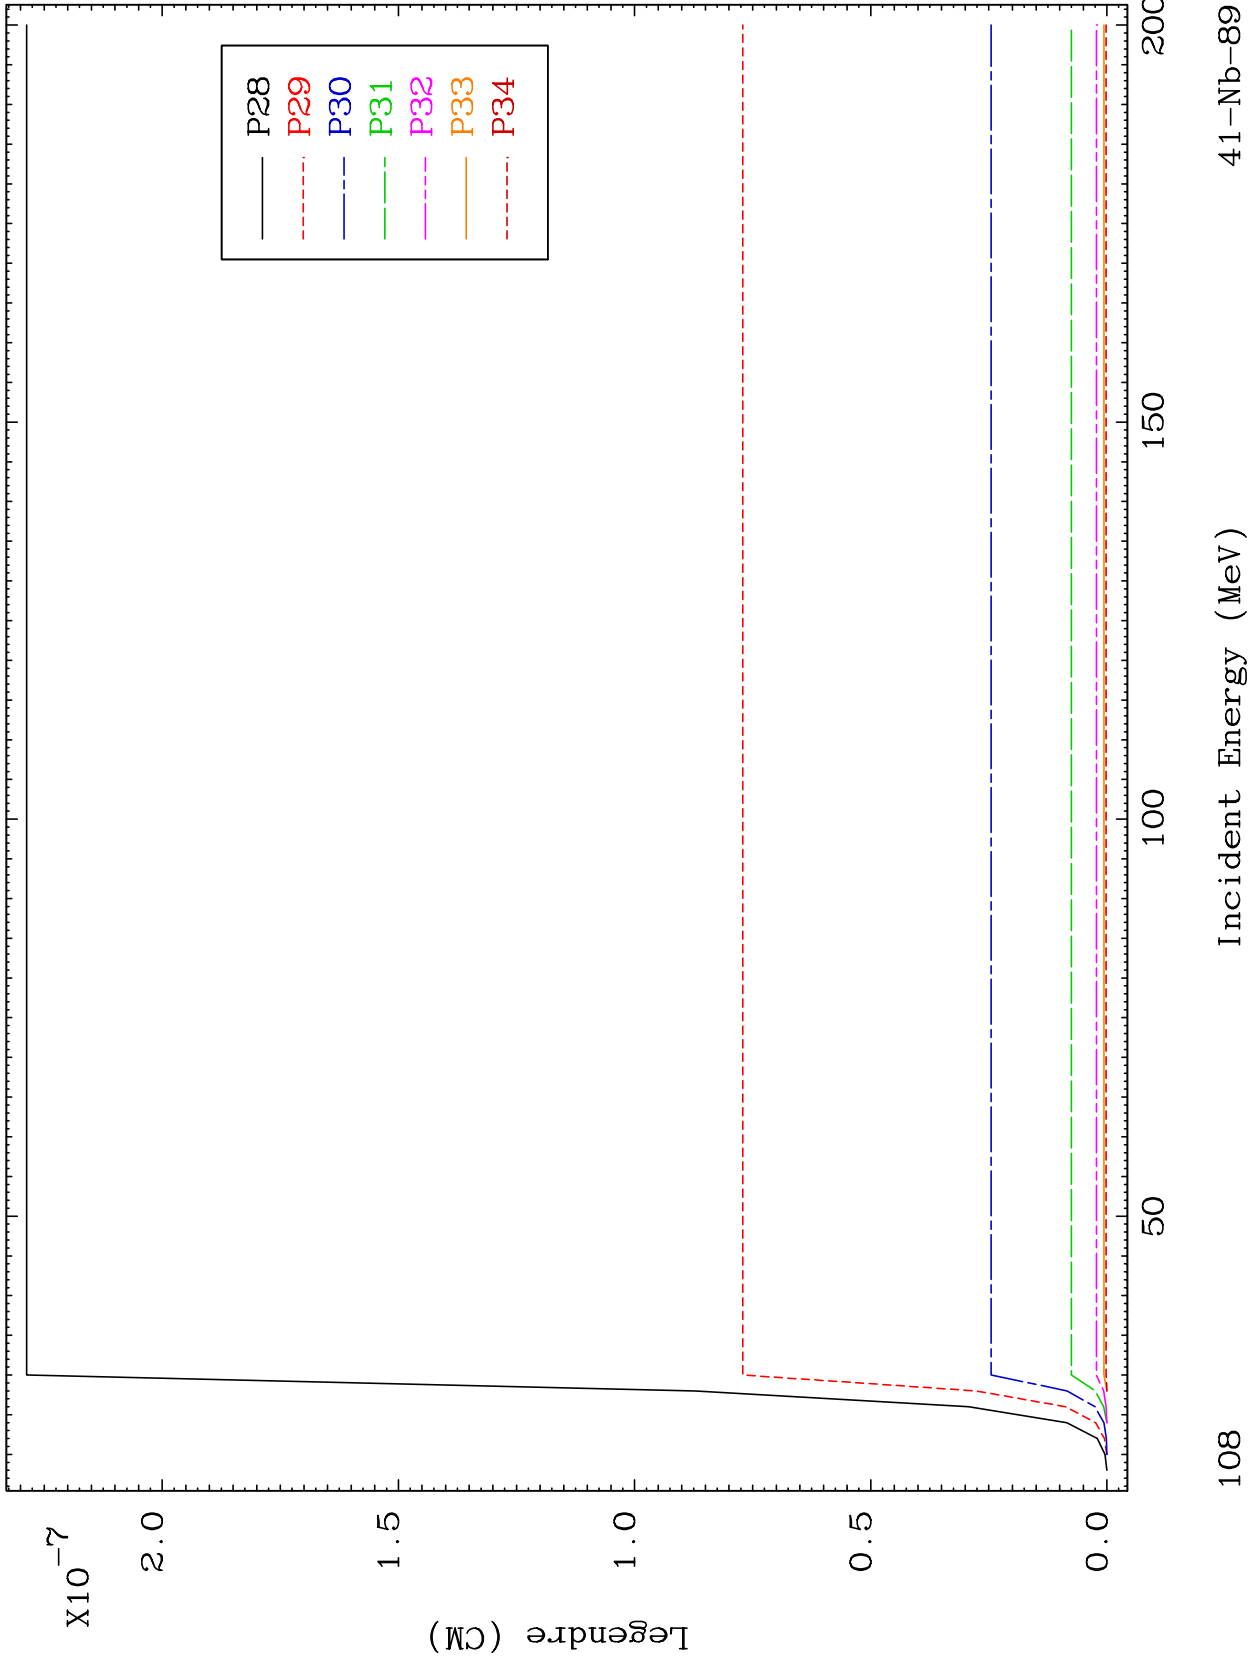 X10-7
2.0
1.5
1.0
0.5
0.0
Legendre (CM)
P28
P29
P30
P31
P32
P33
P34
50
100
150
200
Incident Energy (MeV)
108
41-Nb-89